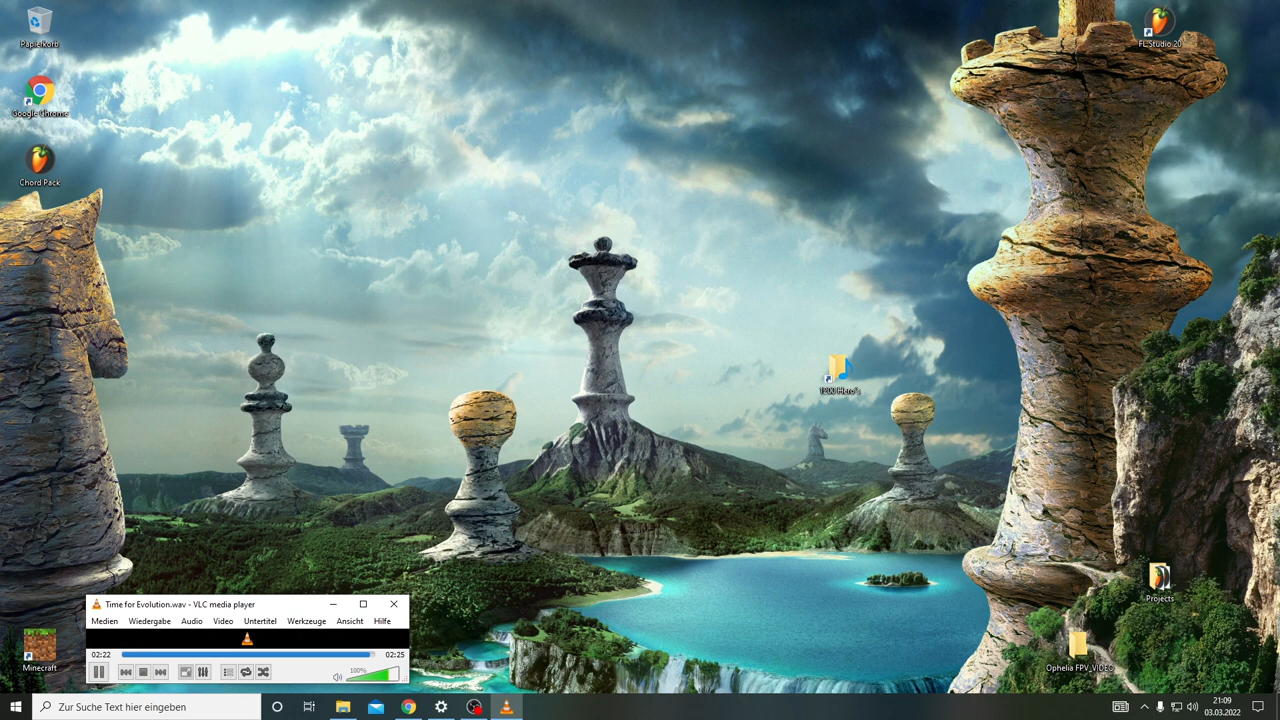 Papierkorb
FL Studio 20
Google Chrome
Chord Pack
1200 Hero's
Projects
Time for Evolution.wav - VLC media player
Medien Wiedergabe Audio Video Untertitel Werkzeuge Ansicht Hilfe
02:22 02:25
100%
Minecraft
Ophelia FPV_VIDEO
Zur Suche Text hier eingeben
21:09
03.03.2022